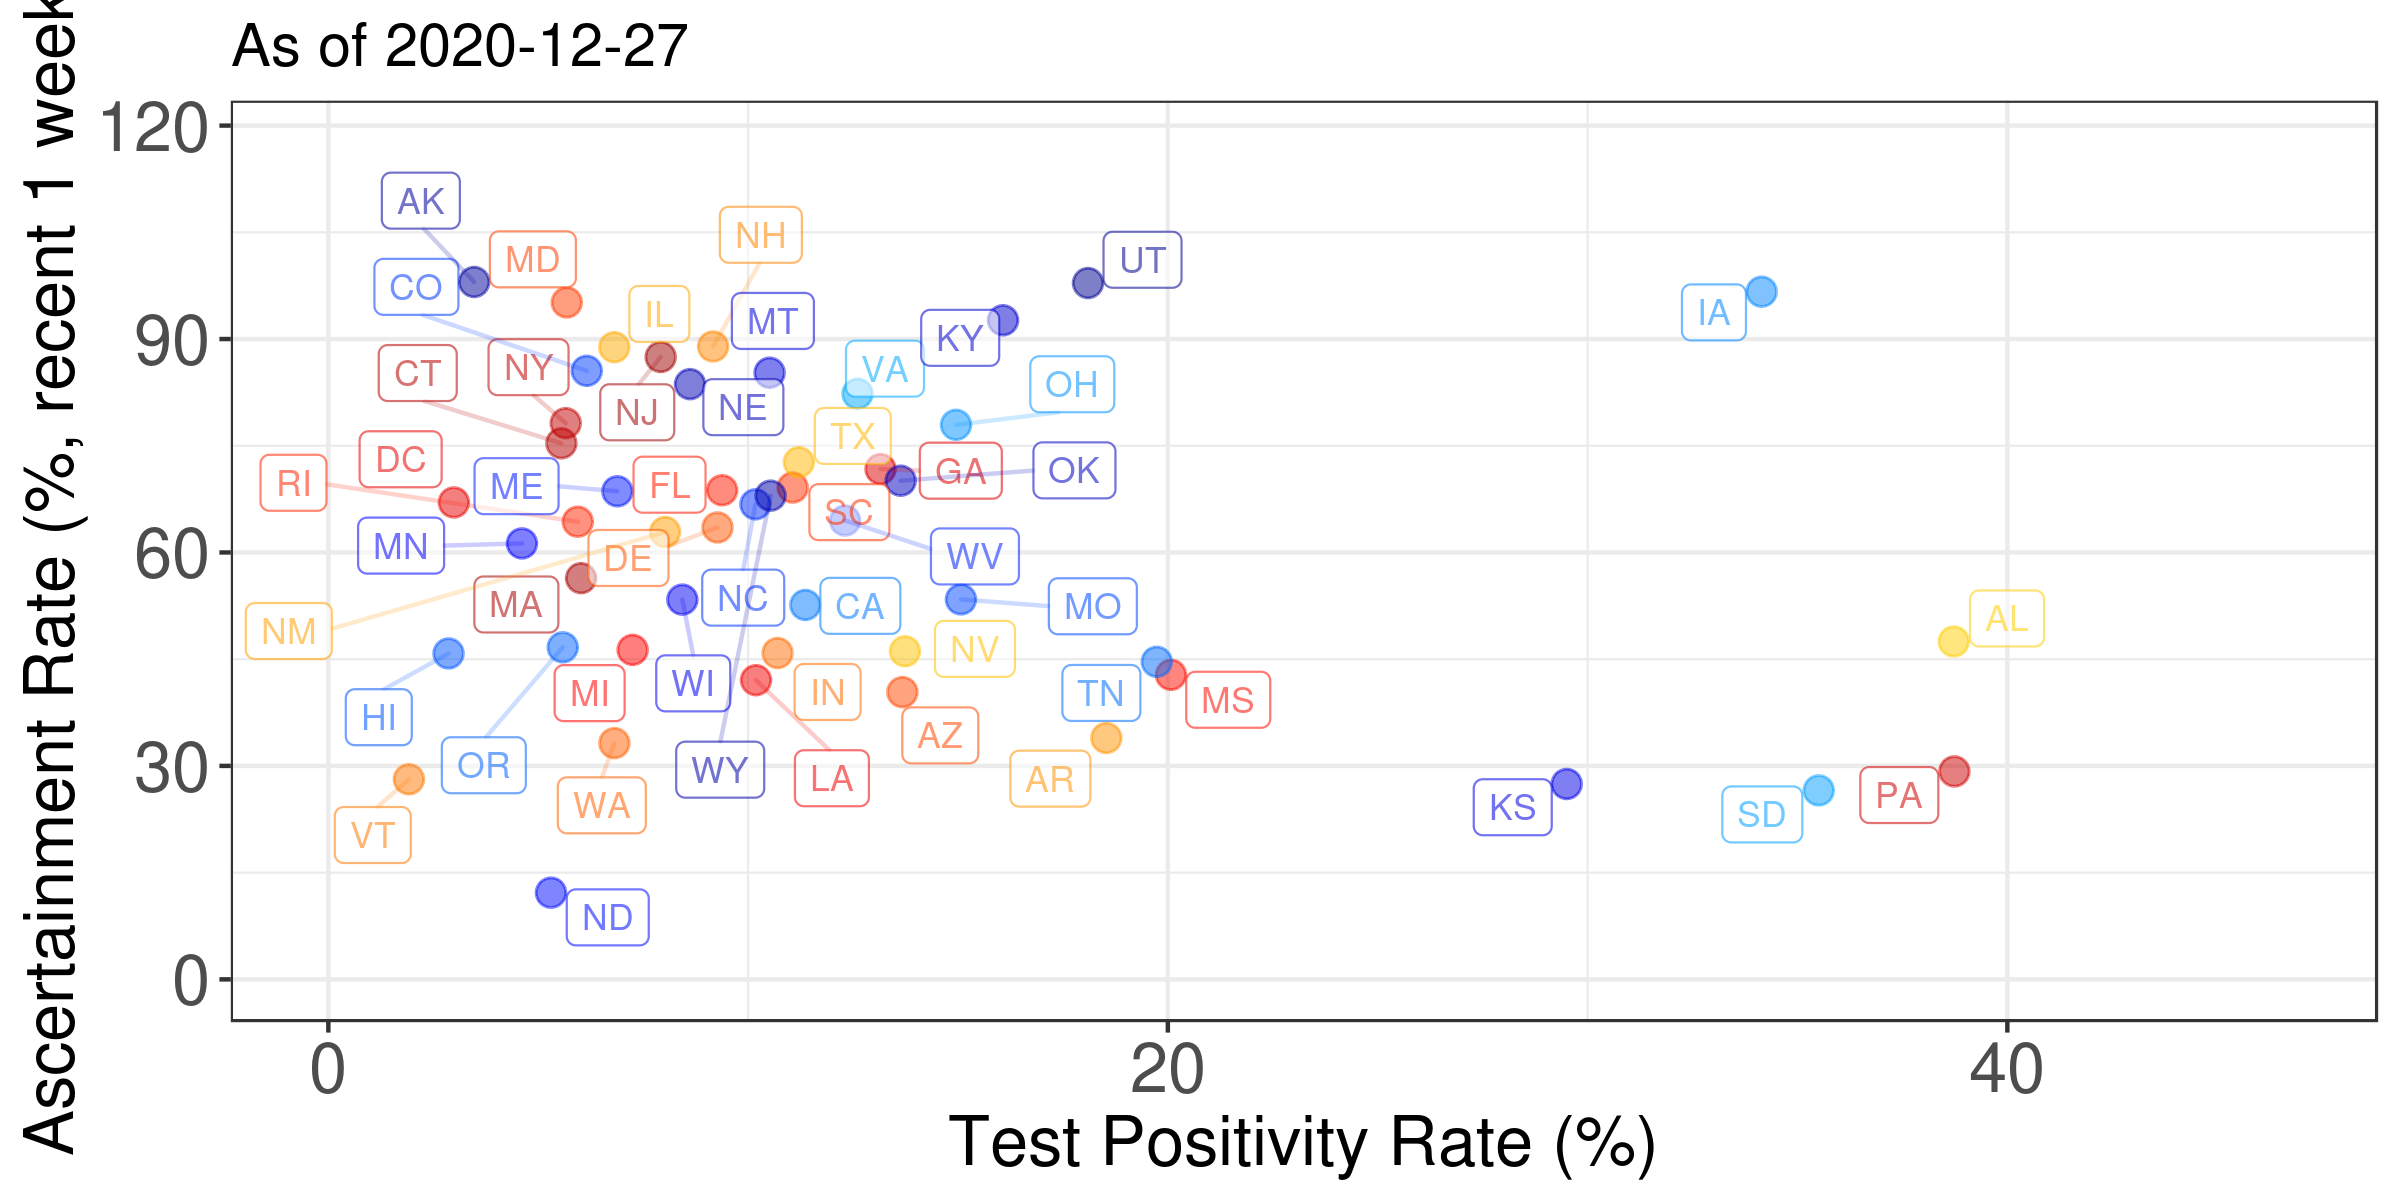 As of 2020-12-27
Ascertainment Rate (%, recent 1 week
120
90
60
30
0
AK
NH
MD
UT
CO
IL
MT
IA
KY
CT
NY
VA
OH
NJ
NE
TX
DC
RI
ME
FL
GA
OK
SC
MN
DE
WV
MA
NC
CA
MO
NM
NV
AL
HI
MI
WI
IN
TN
MS
OR
WY
LA
AZ
AR
KS
SD
PA
WA
VT
ND
0 20 40
Test Positivity Rate (%)